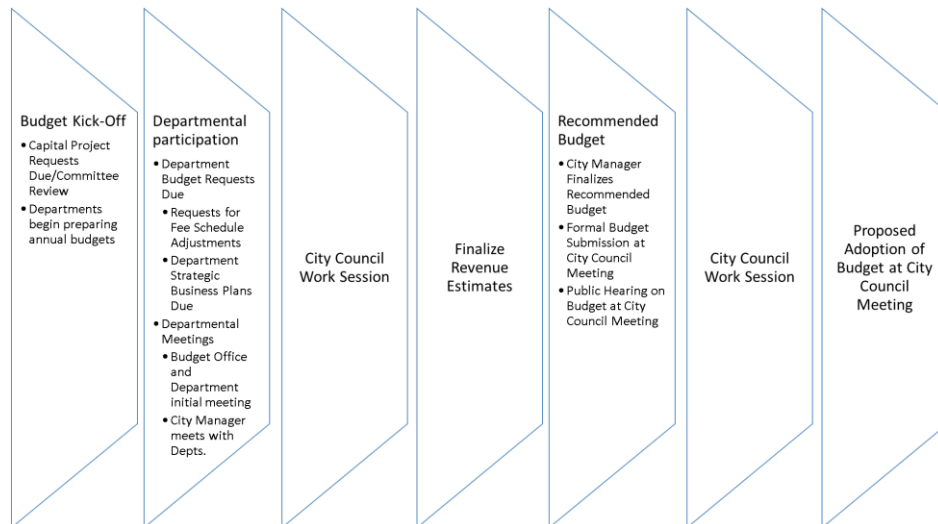 Budget Kick-Off
• Capital Project
Requests
Due/Committee
Review
• Departments
begin preparing
annual budgets
Departmental
participation
• Department
Budget Requests
Due
• Requests for
Fee Schedule
Adjustments
• Department
Strategic
Business Plans
Due
• Departmental
Meetings
• Budget Office
and
Department
initial meeting
• City Manager
meets with
Depts.
City Council
Work Session
Finalize
Revenue
Estimates
Recommended
Budget
• City Manager
Finalizes
Recommended
Budget
• Formal Budget
Submission at
City Council
Meeting
• Public Hearing on
Budget at City
Council Meeting
City Council
Work Session
Proposed
Adoption of
Budget at City
Council
Meeting